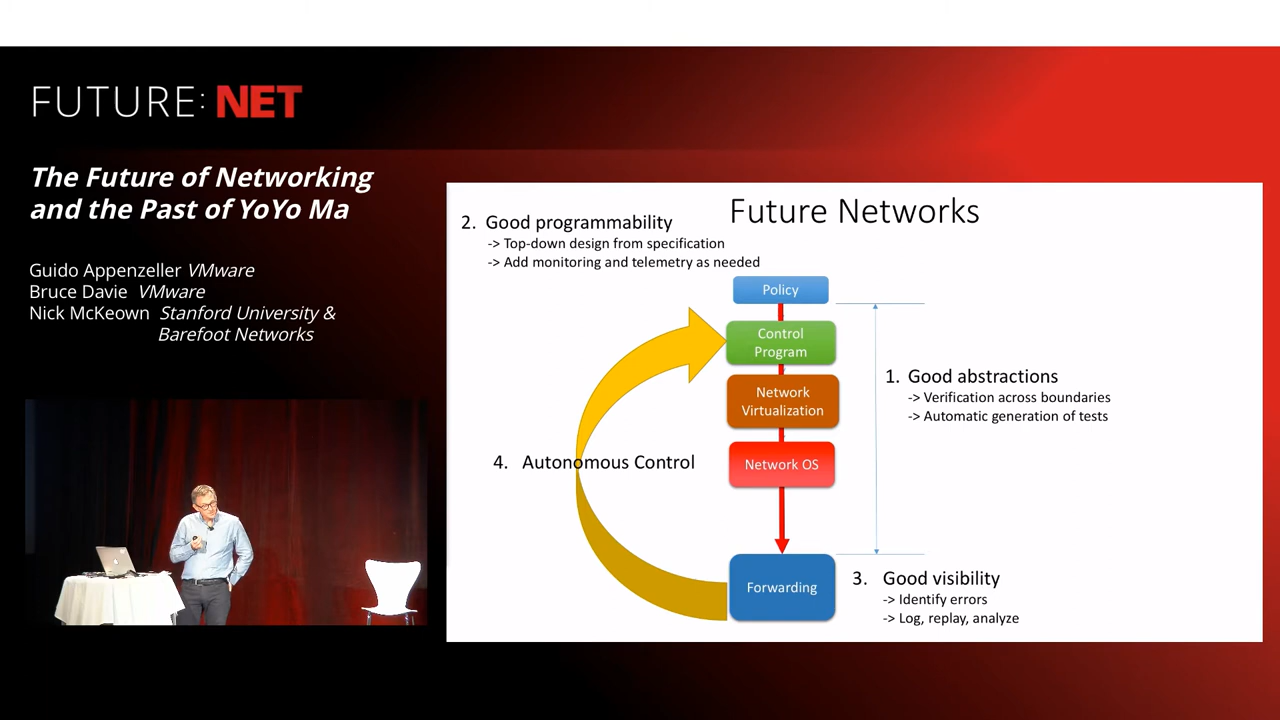 FUTURE: NET
The Future of Networking
and the Past of YoYo Ma
Guido Appenzeller VMware
Bruce Davie VMware
Nick McKeown Stanford University &
Barefoot Networks
Future Networks
2. Good programmability
-> Top-down design from specification
-> Add monitoring and telemetry as needed
Policy
Control
Program
Network
Virtualization
Network OS
Forwarding
1. Good abstractions
-> Verification across boundaries
-> Automatic generation of tests
4. Autonomous Control
3. Good visibility
-> Identify errors
-> Log, replay, analyze